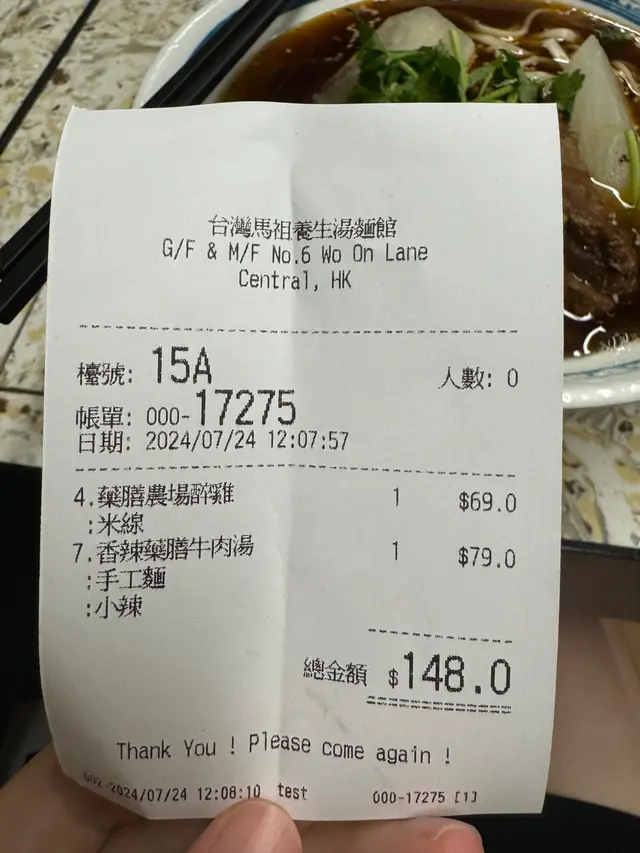 台灣馬祖養生湯麵館
G/F & M/F No.6 Wo On Lane
Central, HK
檯號: 15A 人數: 0
帳單: 000-17275
日期: 2024/07/24 12:07:57
4.藥膳農場醉雞 1 $69.0
:米線
7.香辣藥膳牛肉湯 1 $79.0
:手工麵
:小辣
總金額 $148.0
Thank You ! Please come again !
002-2024/07/24 12:08:10 test 000-17275 [1]